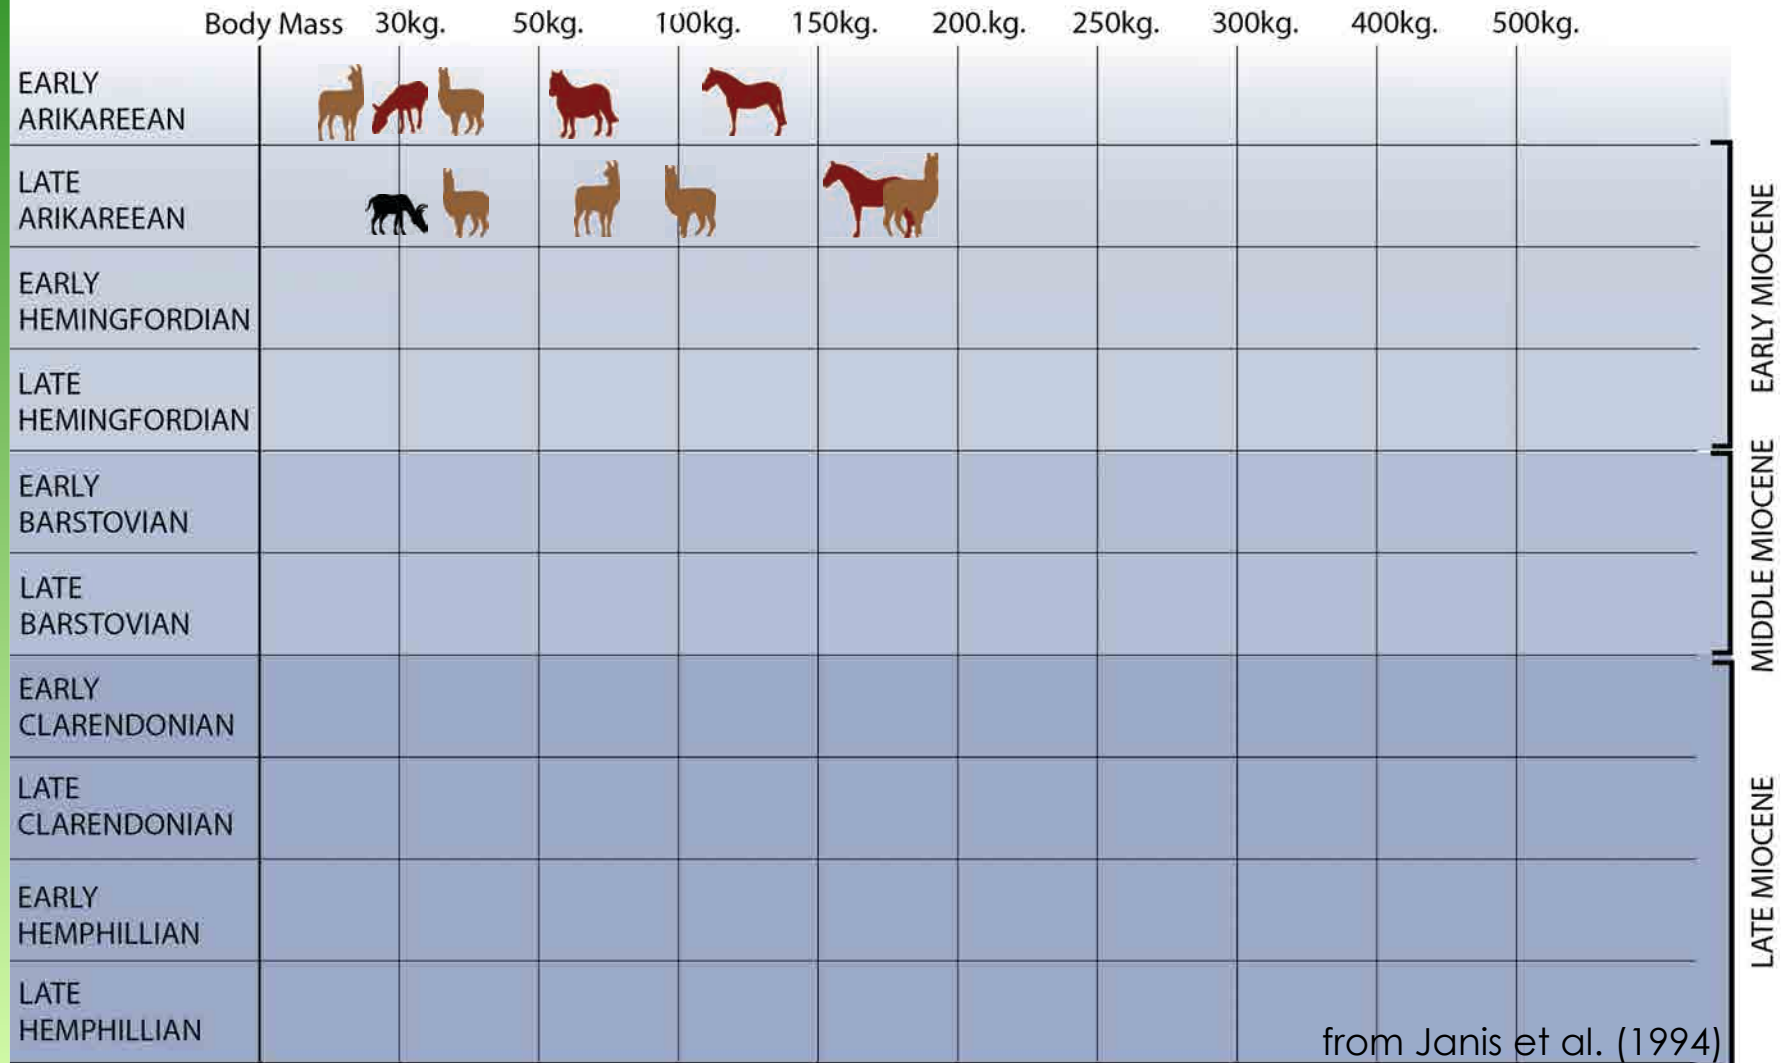 Body Mass 30kg. 50kg. 100kg. 150kg. 200.kg. 250kg. 300kg. 400kg. 500kg.
EARLY
ARIKAREEAN
LATE
ARIKAREEAN
EARLY
HEMINGFORDIAN
LATE
HEMINGFORDIAN
EARLY
BARSTOVIAN
LATE
BARSTOVIAN
EARLY
CLARENDONIAN
LATE
CLARENDONIAN
EARLY
HEMPHILLIAN
LATE
HEMPHILLIAN
EARLY MIOCENE
MIDDLE MIOCENE
LATE MIOCENE
from Janis et al. (1994)